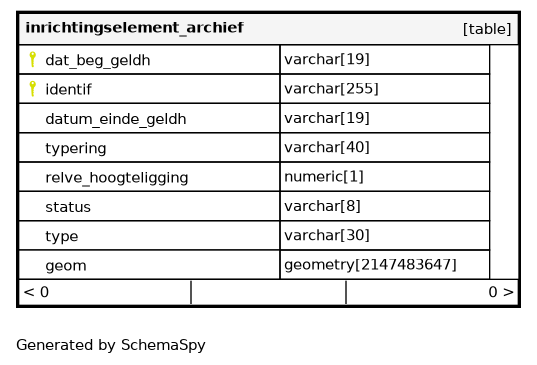 inrichtingselement_archief [table]
dat_beg_geldh varchar[19]
identif varchar[255]
datum_einde_geldh varchar[19]
typering varchar[40]
relve_hoogteligging numeric[1]
status varchar[8]
type varchar[30]
geom geometry[2147483647]
< 0 0 >
Generated by SchemaSpy